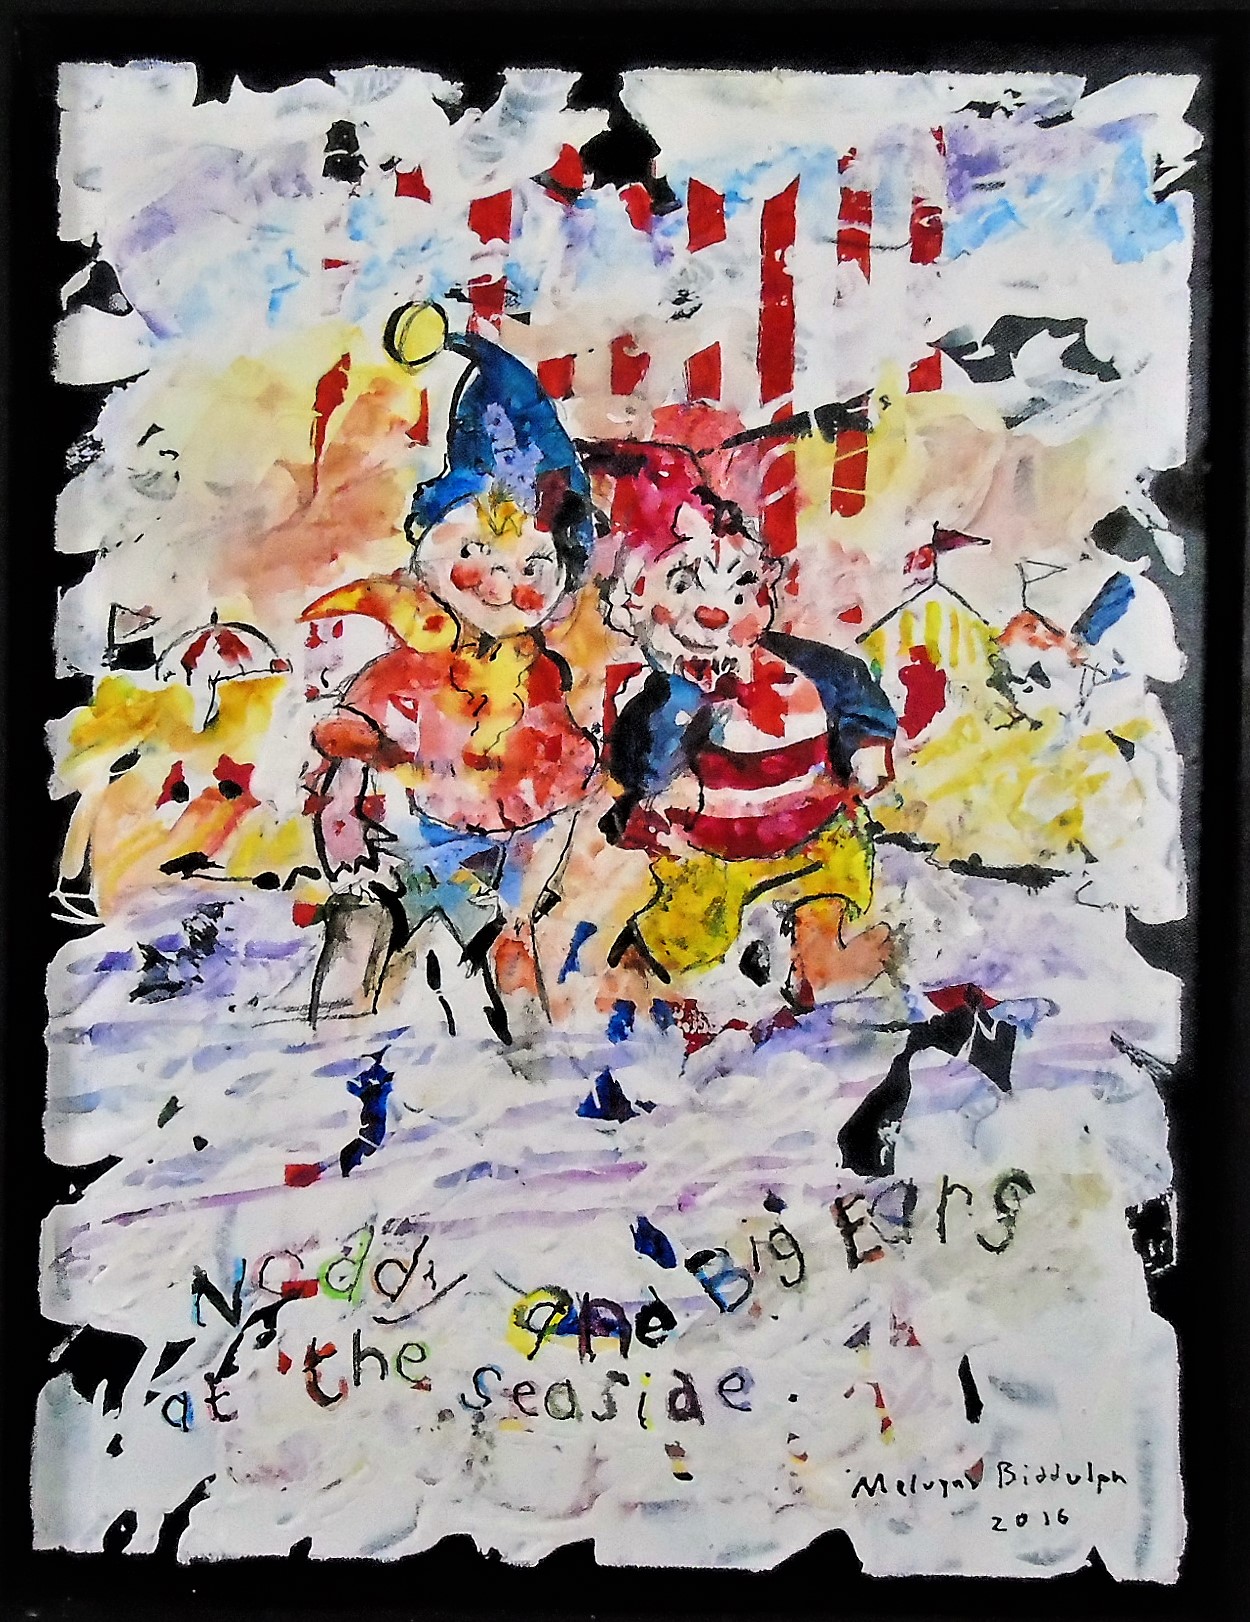 Noddy and Big Ears
at the seaside.
Melvyn Biddulph
2016